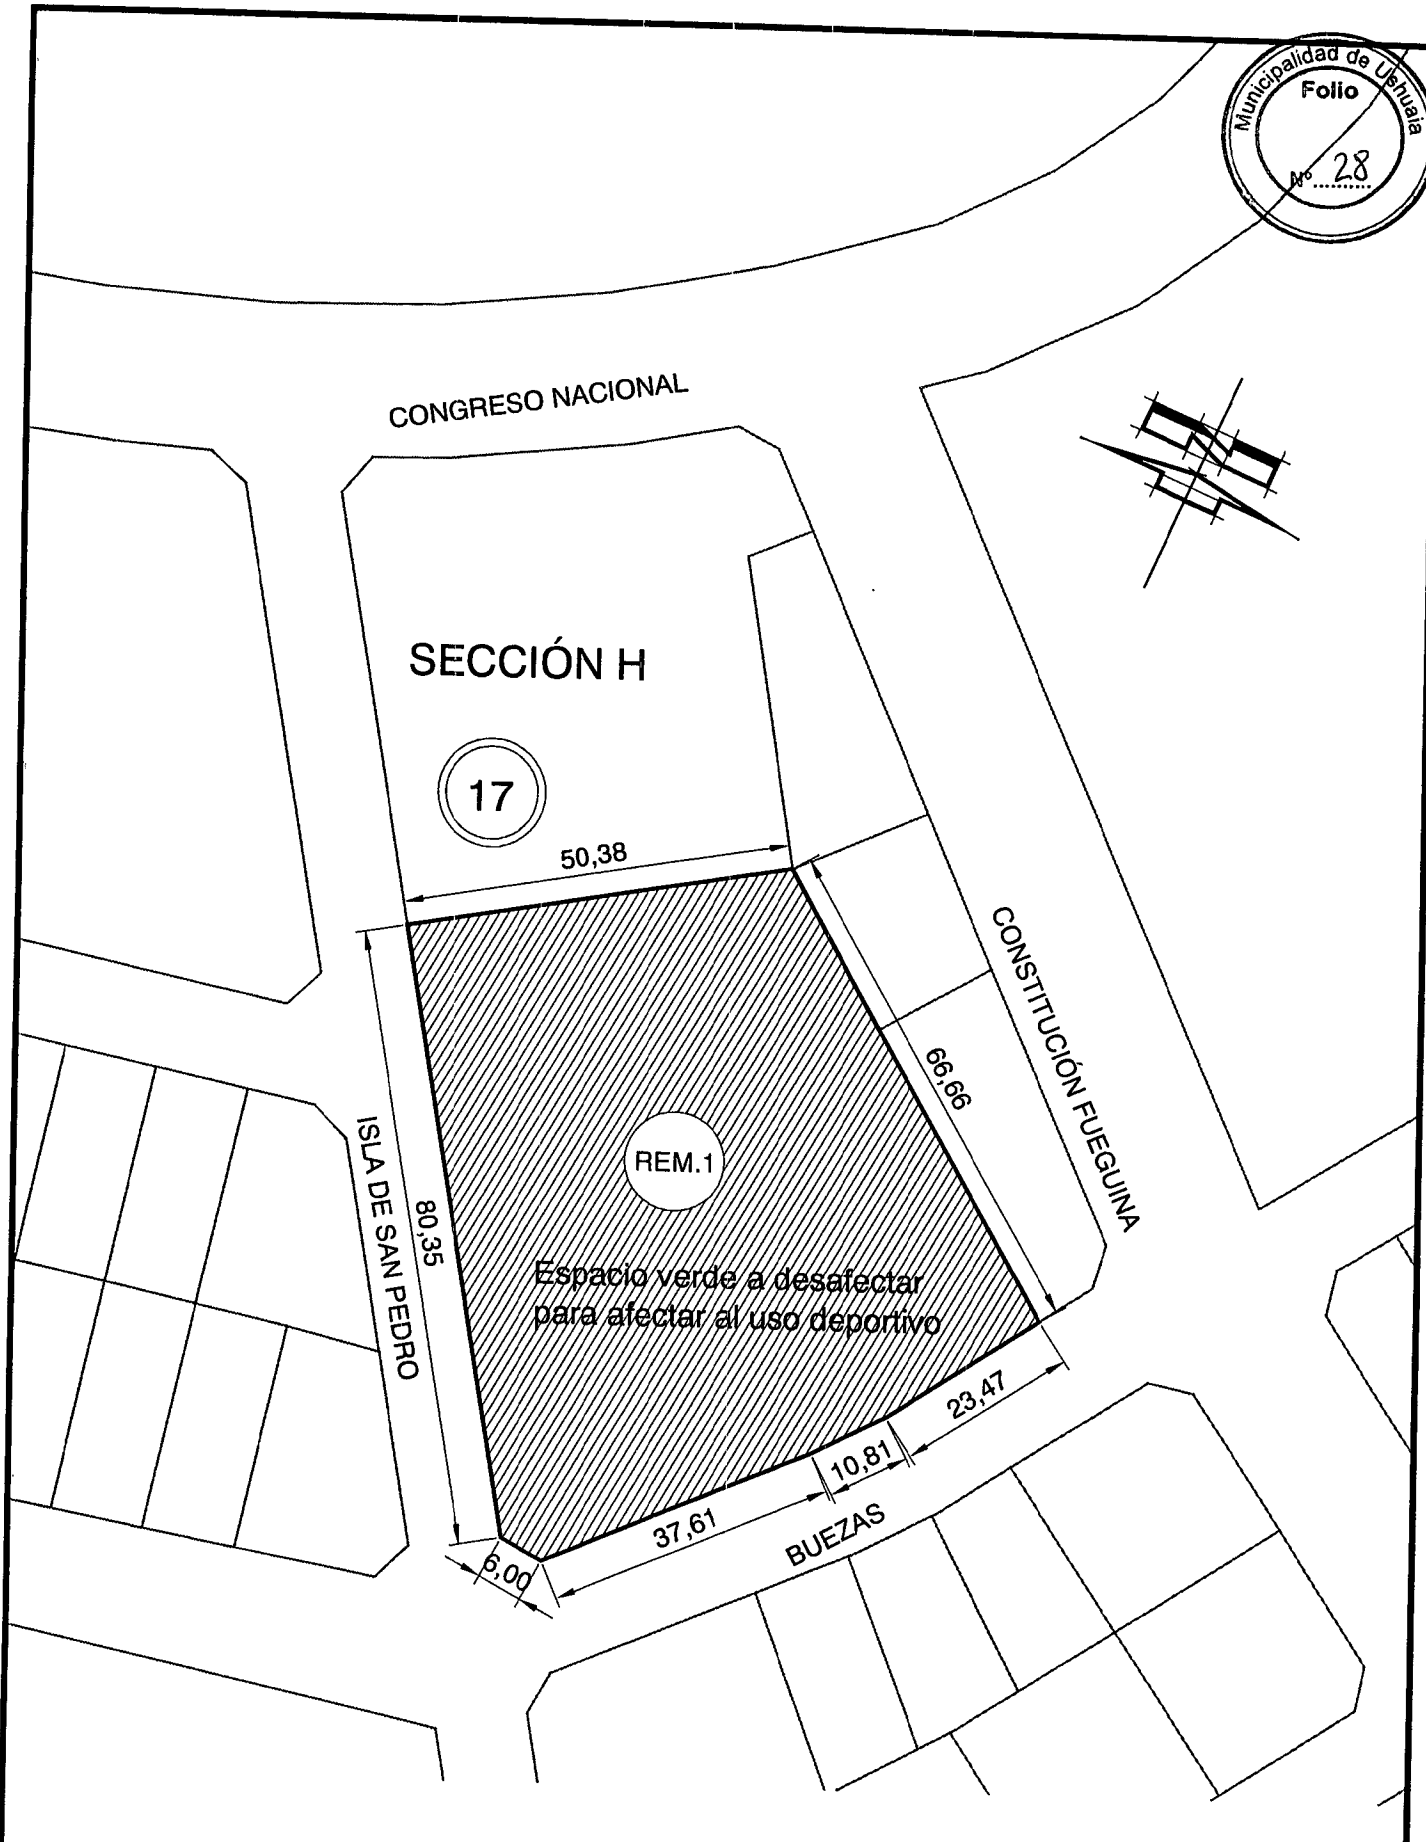 Municipalidad de Ushuaia
Folio
Nº 28
CONGRESO NACIONAL
SECCIÓN H
17
50,38
CONSTITUCIÓN FUEGUINA
66,66
REM.1
ISLA DE SAN PEDRO
80,35
Espacio verde a desafectar
para afectar al uso deportivo
23,47
10,81
37,61
BUEZAS
6,00